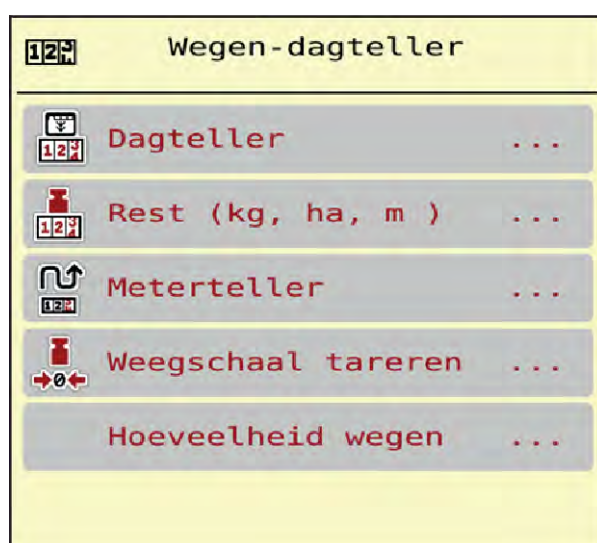 Wegen-dagteller
Dagteller ...
Rest (kg, ha, m ) ...
Meterteller ...
Weegschaal tareren ...
Hoeveelheid wegen ...